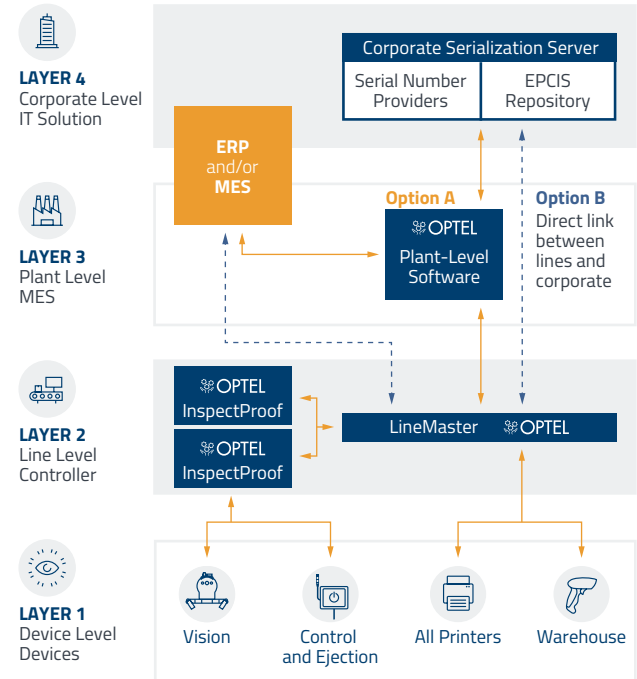 LAYER 4
Corporate Level
IT Solution
Corporate Serialization Server
Serial Number
Providers
EPCIS
Repository
ERP
and/or
MES
LAYER 3
Plant Level
MES
Option A
OPTEL
Plant-Level
Software
Option B
Direct link
between
lines and
corporate
LAYER 2
Line Level
Controller
OPTEL
InspectProof
OPTEL
InspectProof
LineMaster OPTEL
LAYER 1
Device Level
Devices
Vision
Control
and Ejection
All Printers
Warehouse